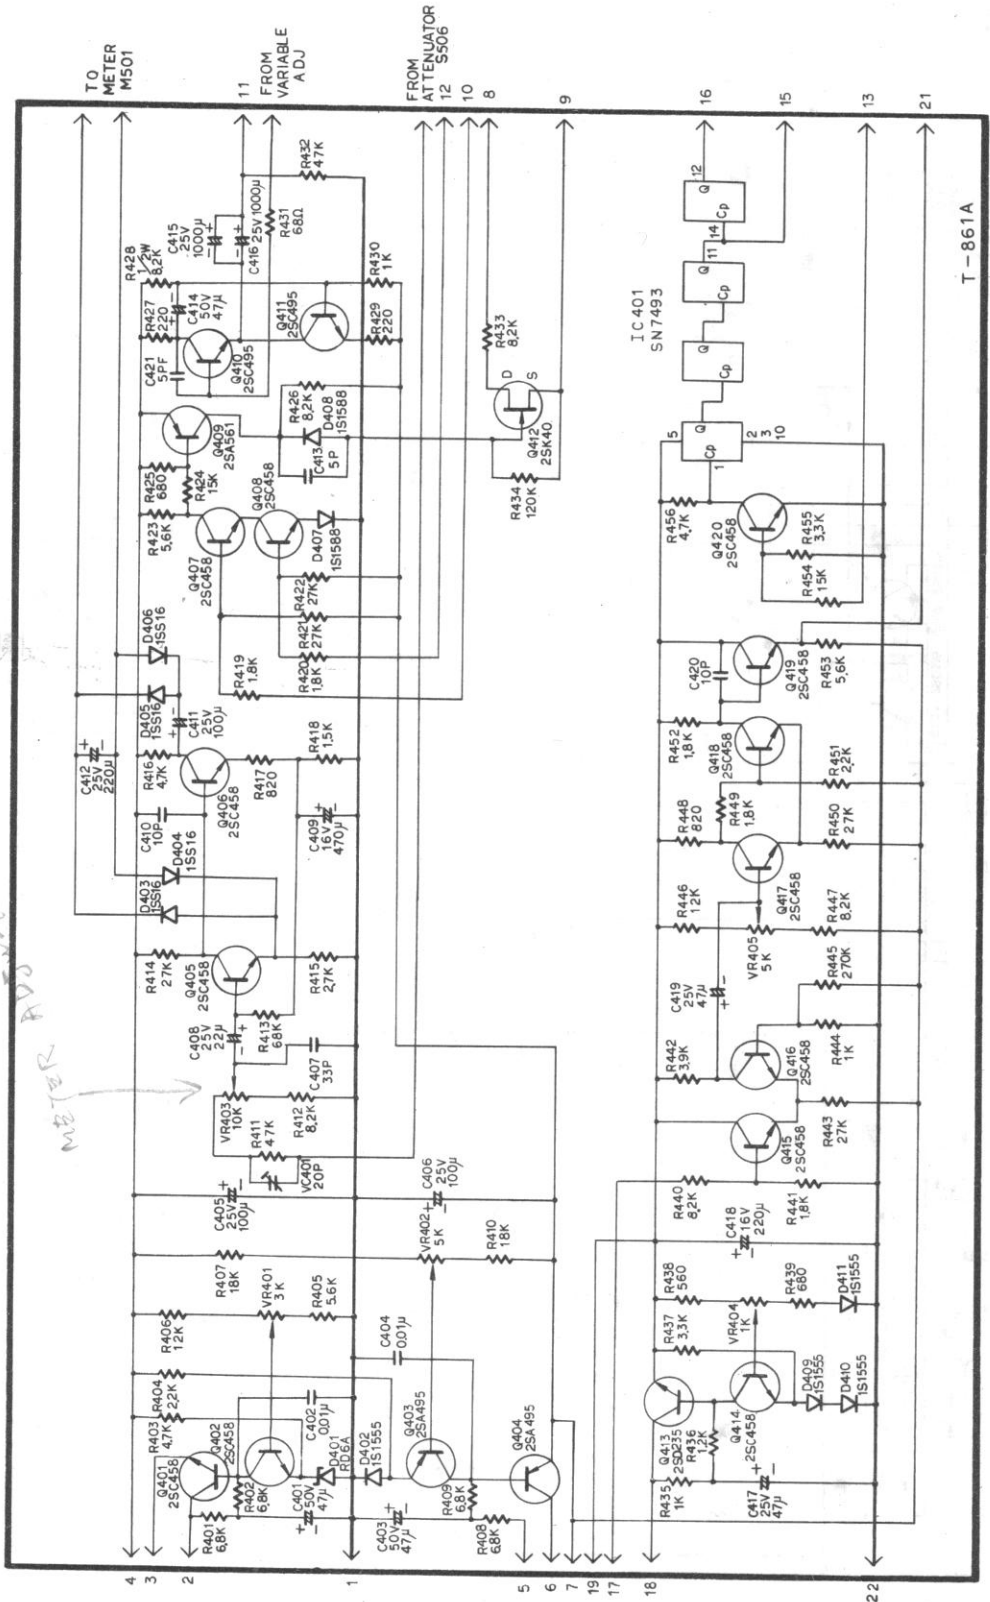 TO
METER
M501
11
FROM
VARIABLE
ADJ
FROM
ATTENUATOR
S506
12
10
8
9
16
15
13
21
R432
47K
C415
25V
1000μ
C416
25V1000μ
R431
68Ω
R428
1/2W
8.2K
R427
220
C414
50V
47μ
R430
1K
R429
220
Q411
2SC495
Q410
2SC495
C421
5PF
R426
8.2K
D408
1S1588
C413
5P
Q409
2SA561
R425
680
R424
15K
R423
5.6K
Q408
2SC458
Q407
2SC458
D407
1S1588
R422
27K
R421
27K
R420
1.8K
R419
1.8K
R433
8.2K
D
S
Q412
2SK40
R434
120K
D406
1SS16
D405
1SS16
C411
25V
100μ
C412
25V
220μ
R416
4.7K
Q406
2SC458
R417
820
R418
1.5K
C410
10P
C409
16V
470μ
D404
1SS16
D403
1SS16
R414
27K
Q405
2SC458
R415
2.7K
C408
25V
22μ
R413
68K
C407
33P
METER ADJ
VR403
10K
R412
8.2K
R411
47K
VC401
20P
C405
25V
100μ
C406
25V
100μ
R407
18K
VR402
5K
R410
18K
R406
12K
VR401
3K
R405
5.6K
C404
0.01μ
R404
2.2K
R403
4.7K
Q402
2SC458
Q401
2SC458
C402
0.01μ
D401
RD6A
D402
1S1555
Q403
2SA495
Q404
2SA495
R402
6.8K
R401
6.8K
C401
50V
47μ
C403
50V
47μ
R409
6.8K
R408
6.8K
4
3
2
1
5
6
7
19
17
18
22
IC401
SN7493
Q
12
14
Cp
Q
11
Cp
Q
Cp
Q
5
Cp
1
2
3
10
R456
4.7K
Q420
2SC458
R455
3.3K
R454
15K
C420
10P
Q419
2SC458
R453
5.6K
R452
1.8K
Q418
2SC458
R451
2.2K
R448
820
R449
1.8K
R450
27K
R446
12K
Q417
2SC458
VR405
5K
R447
8.2K
R445
270K
C419
25V
47μ
R442
3.9K
Q416
2SC458
R444
1K
R443
27K
Q415
2SC458
R440
8.2K
R441
1.8K
C418
16V
220μ
R438
560
R437
3.3K
VR404
1K
R439
680
D411
1S1555
D409
1S1555
D410
1S1555
Q413
2SD235
Q414
2SC458
R436
1.2K
R435
1K
C417
25V
47μ
T-861A